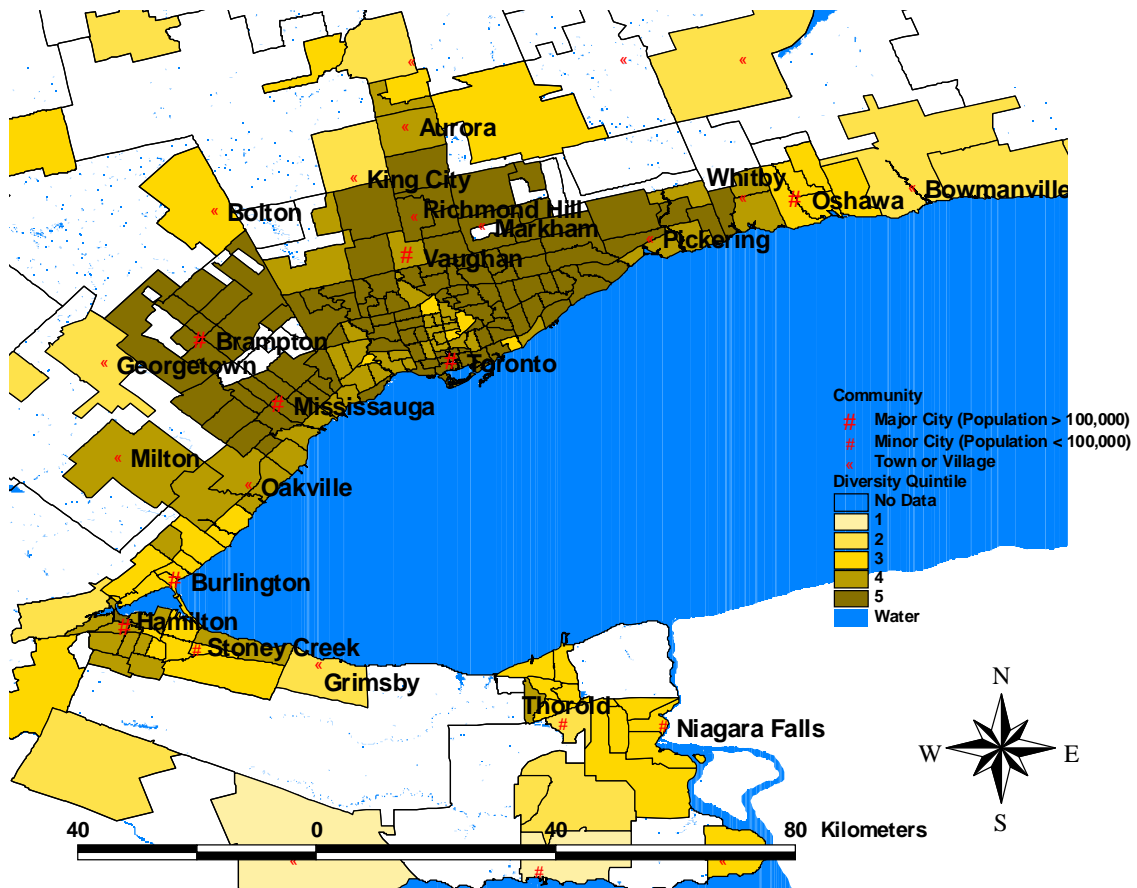 Aurora
King City
Whitby
Bolton
Richmond Hill
Oshawa
Bowmanville
Markham
Pickering
Vaughan
Brampton
Georgetown
Toronto
Mississauga
Milton
Oakville
Burlington
Hamilton
Stoney Creek
Grimsby
Thorold
Niagara Falls
Community
# Major City (Population > 100,000)
# Minor City (Population < 100,000)
« Town or Village
Diversity Quintile
No Data
1
2
3
4
5
Water
N
W E
S
40 0 40 80 Kilometers